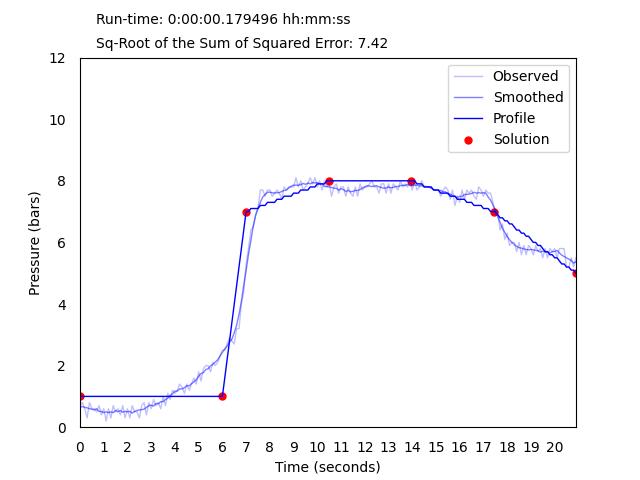 Run-time: 0:00:00.179496 hh:mm:ss
Sq-Root of the Sum of Squared Error: 7.42
12
10
8
6
4
2
0
Pressure (bars)
Observed
Smoothed
Profile
Solution
0 1 2 3 4 5 6 7 8 9 10 11 12 13 14 15 16 17 18 19 20
Time (seconds)